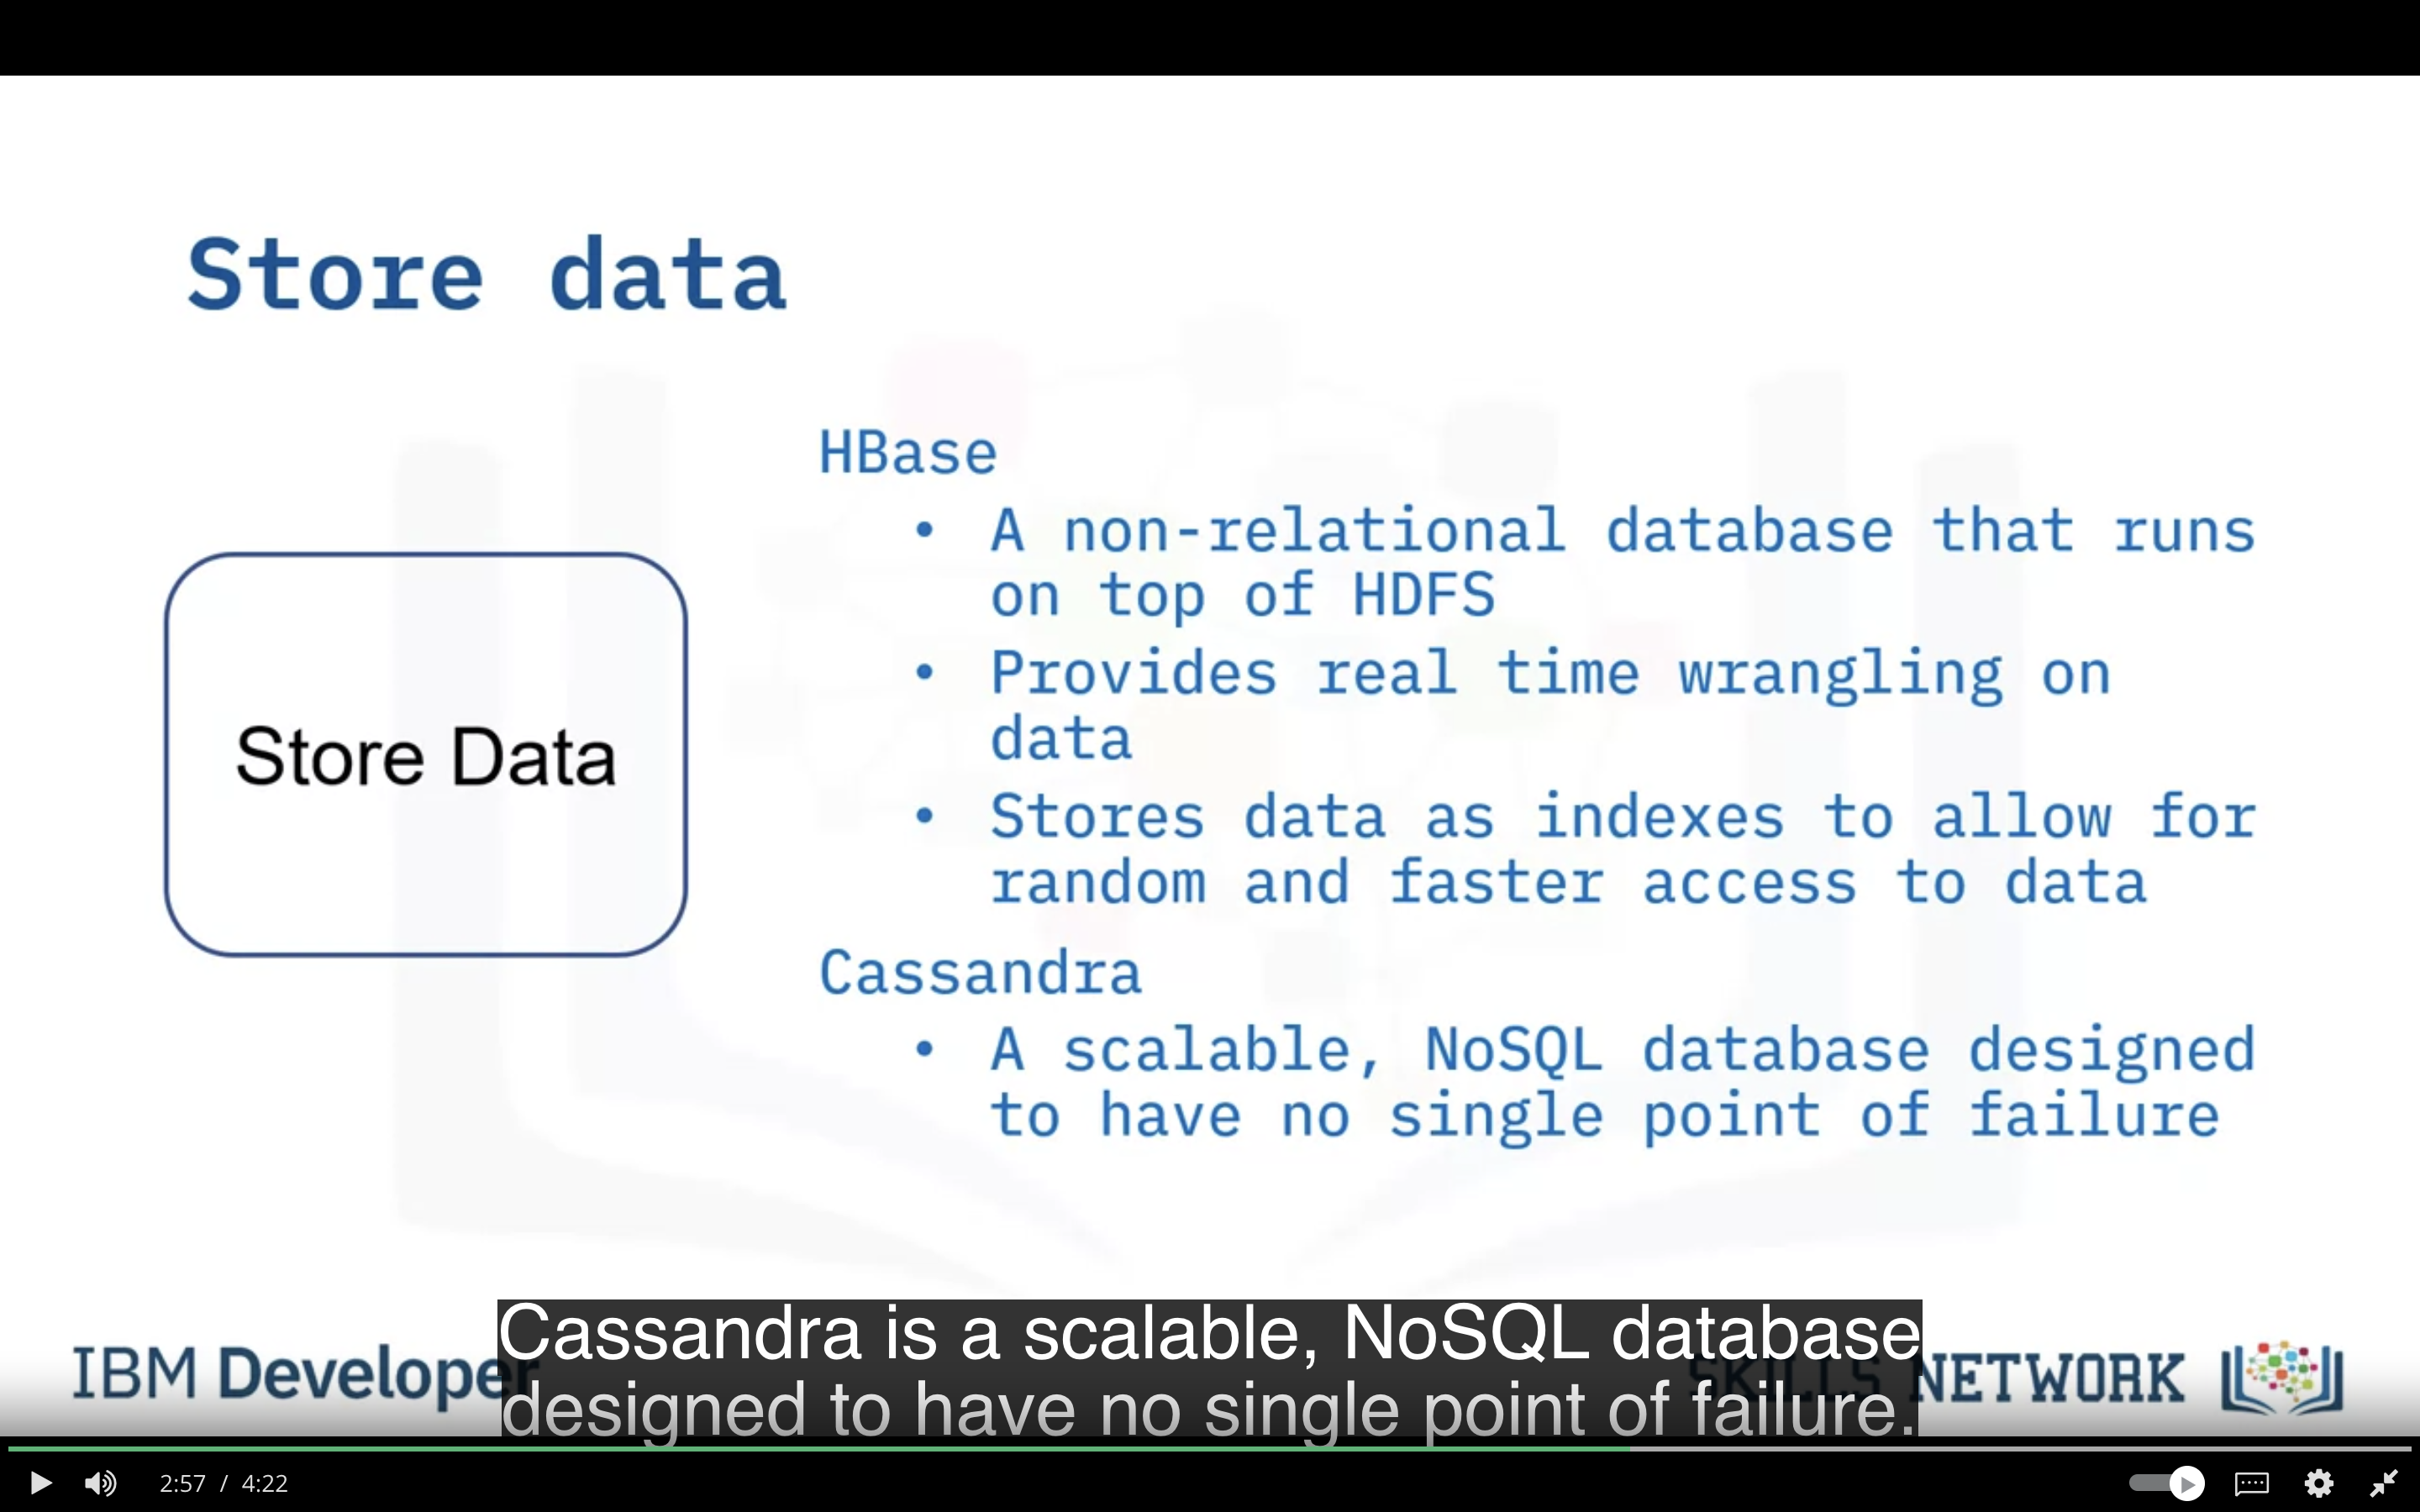 Store data
Store Data
HBase
• A non-relational database that runs
on top of HDFS
• Provides real time wrangling on
data
• Stores data as indexes to allow for
random and faster access to data
Cassandra
• A scalable, NoSQL database designed
to have no single point of failure
Cassandra is a scalable, NoSQL database
designed to have no single point of failure.
IBM Developer
SKILLS NETWORK
2:57 / 4:22